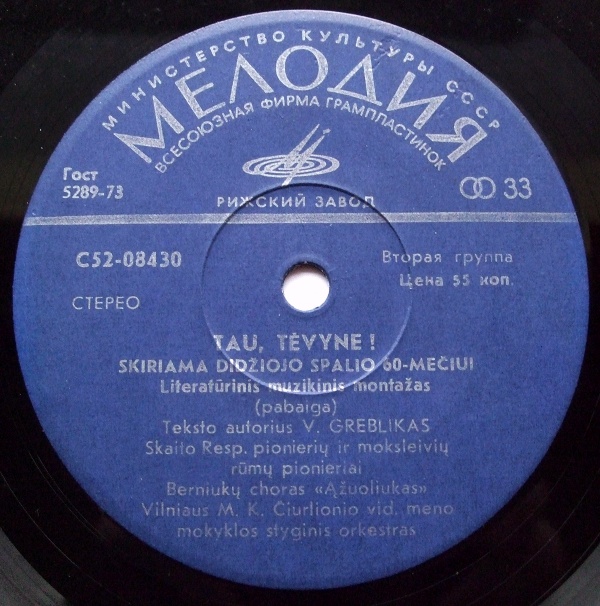 МИНИСТЕРСТВО КУЛЬТУРЫ СССР
МЕЛОДИЯ
ВСЕСОЮЗНАЯ ФИРМА ГРАМПЛАСТИНОК
Гост
5289-73
33
РИЖСКИЙ ЗАВОД
С52-08430
Вторая группа
Цена 55 коп.
СТЕРЕО
TAU, TĖVYNE!
SKIRIAMA DIDŽIOJO SPALIO 60-MEČIUI
Literatūrinis muzikinis montažas
(pabaiga)
Teksto autorius V. GREBLIKAS
Skaito Resp. pionierių ir moksleivių
rūmų pionieriai
Berniukų choras «Ąžuoliukas»
Vilniaus M. K. Čiurlionio vid. meno
mokyklos styginis orkestras